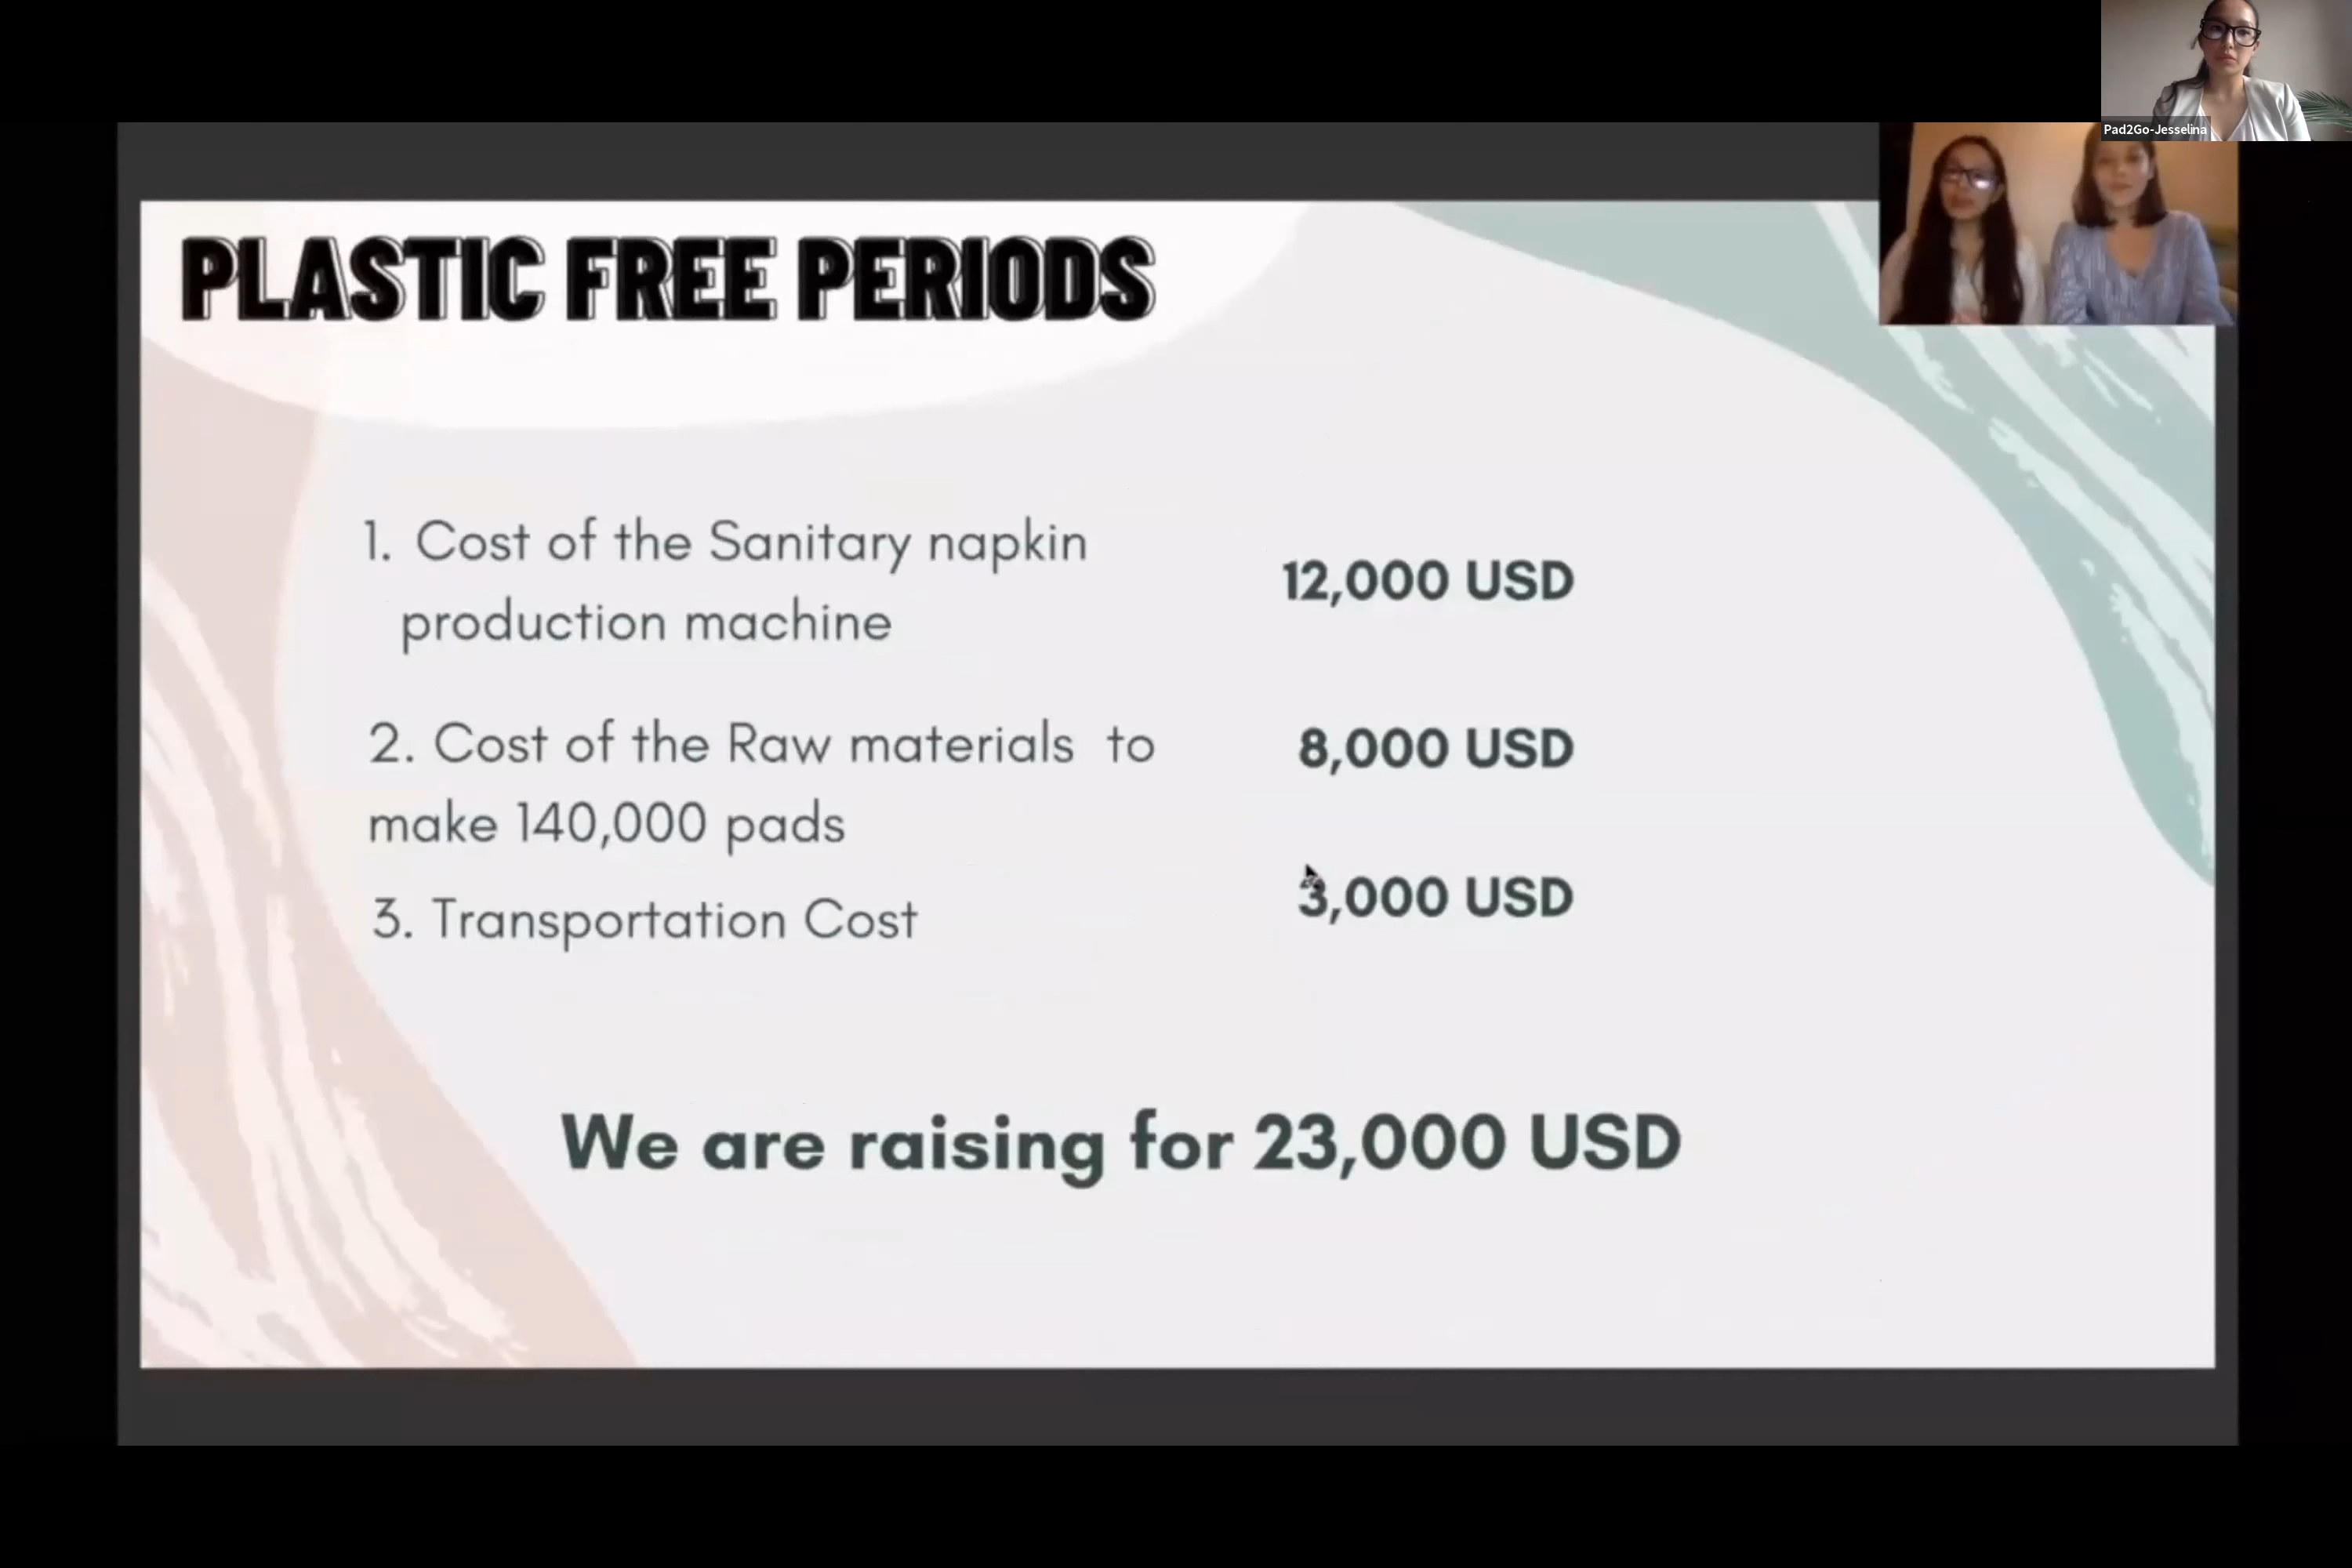 Pad2Go-Jesselina
PLASTIC FREE PERIODS
1. Cost of the Sanitary napkin
production machine
12,000 USD
2. Cost of the Raw materials to
make 140,000 pads
8,000 USD
3. Transportation Cost
3,000 USD
We are raising for 23,000 USD